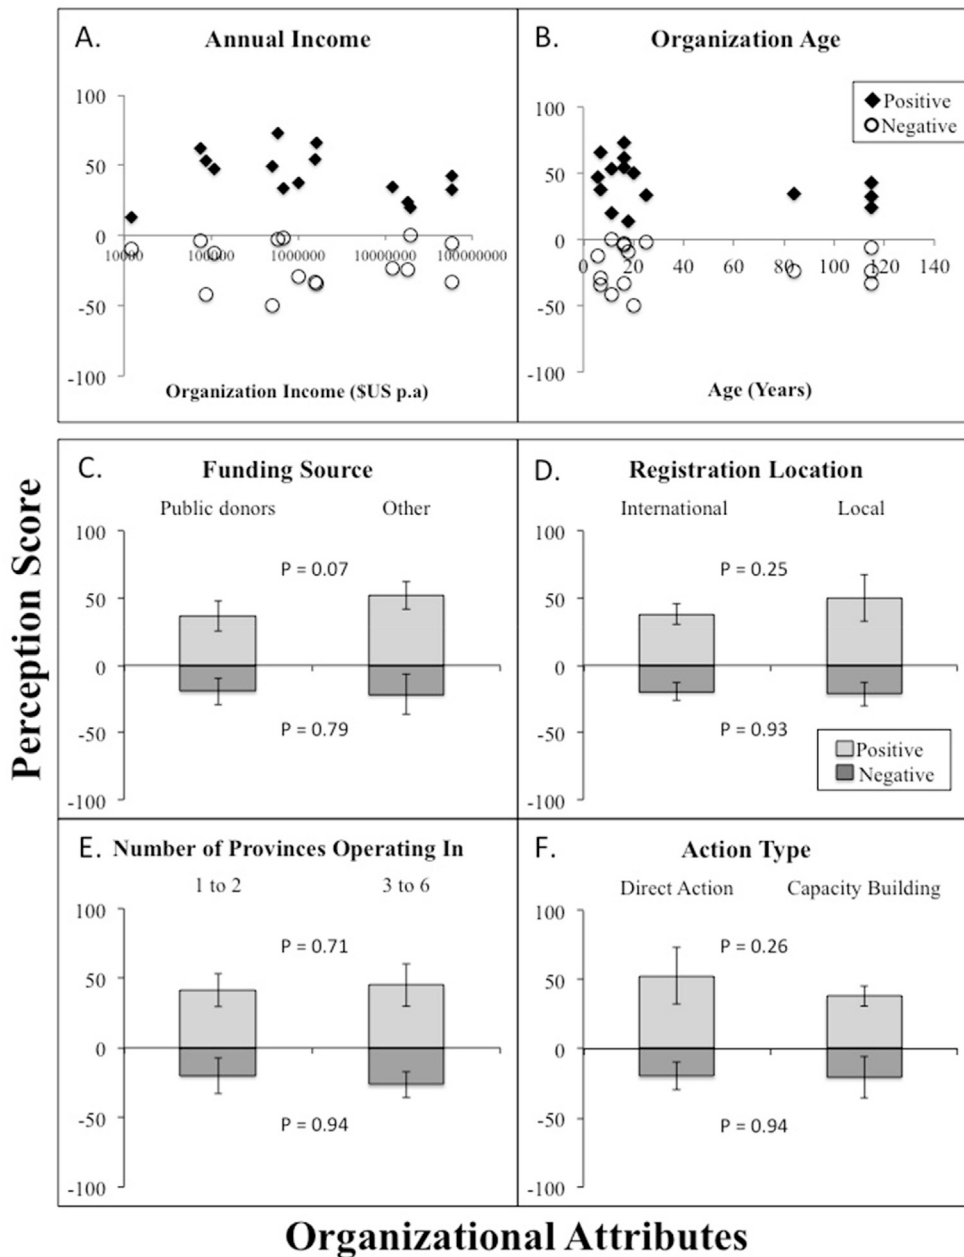 A.
Annual Income
100
50
0
-50
-100
10000 100000 1000000 10000000 100000000
Organization Income ($US p.a)
B.
Organization Age
Positive
Negative
100
50
0
-50
-100
0 20 40 60 80 100 120 140
Age (Years)
Perception Score
C.
Funding Source
Public donors Other
100
50
0
-50
-100
P = 0.07
P = 0.79
D.
Registration Location
International Local
100
50
0
-50
-100
P = 0.25
P = 0.93
Positive
Negative
E. Number of Provinces Operating In
1 to 2 3 to 6
100
50
0
-50
-100
P = 0.71
P = 0.94
F.
Action Type
Direct Action Capacity Building
100
50
0
-50
-100
P = 0.26
P = 0.94
Organizational Attributes